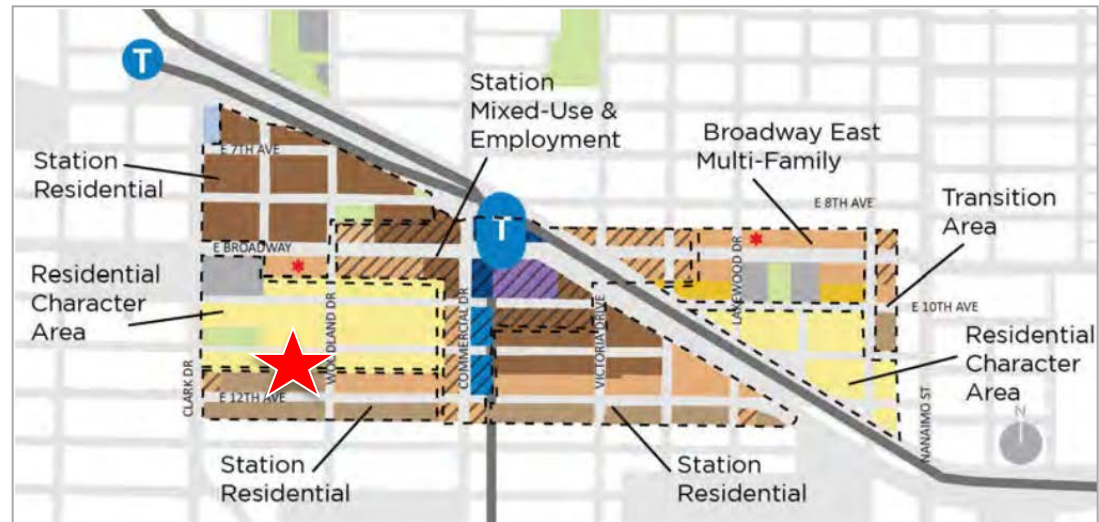 T
Station
Mixed-Use &
Employment
Broadway East
Multi-Family
Station
Residential
E 7TH AVE
E 8TH AVE
Transition
Area
T
E BROADWAY
LAKEWOOD DR
Residential
Character
Area
E 10TH AVE
Residential
Character
Area
CLARK DR
WOODLAND DR
COMMERCIAL DR
VICTORIA DRIVE
NANAIMO ST
E 12TH AVE
N
Station
Residential
Station
Residential